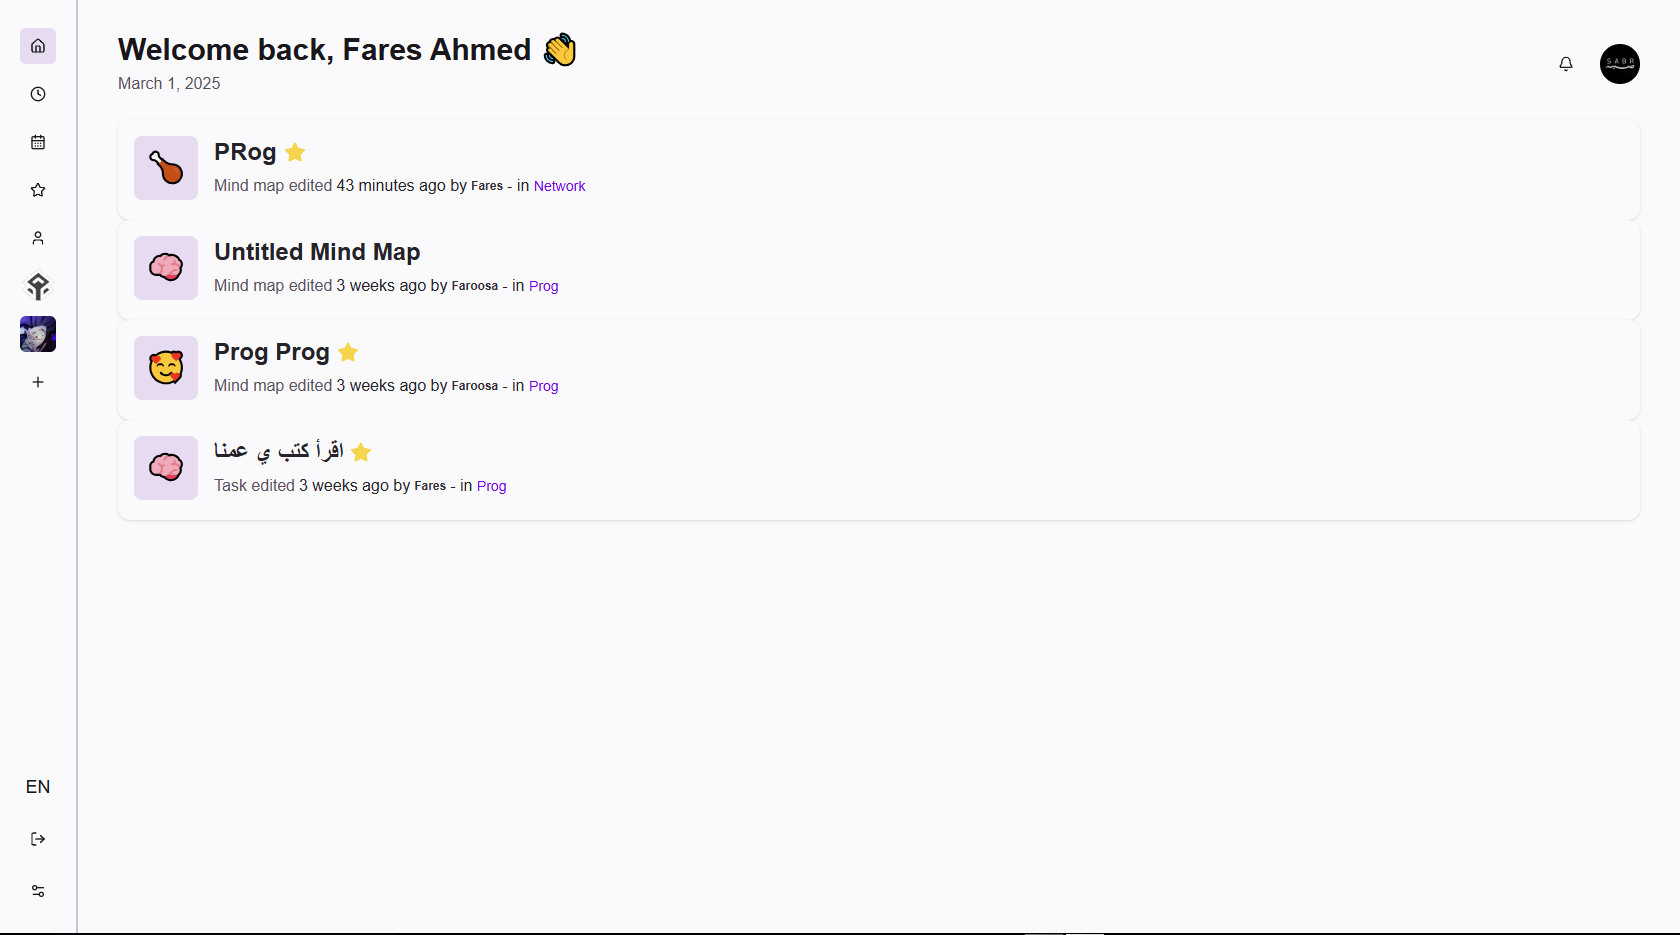 Welcome back, Fares Ahmed 👋
March 1, 2025
SABR
PRog ⭐
Mind map edited 43 minutes ago by Fares - in Network
Untitled Mind Map
Mind map edited 3 weeks ago by Faroosa - in Prog
Prog Prog ⭐
Mind map edited 3 weeks ago by Faroosa - in Prog
اقرأ كتب ي عمنا ⭐
Task edited 3 weeks ago by Fares - in Prog
EN